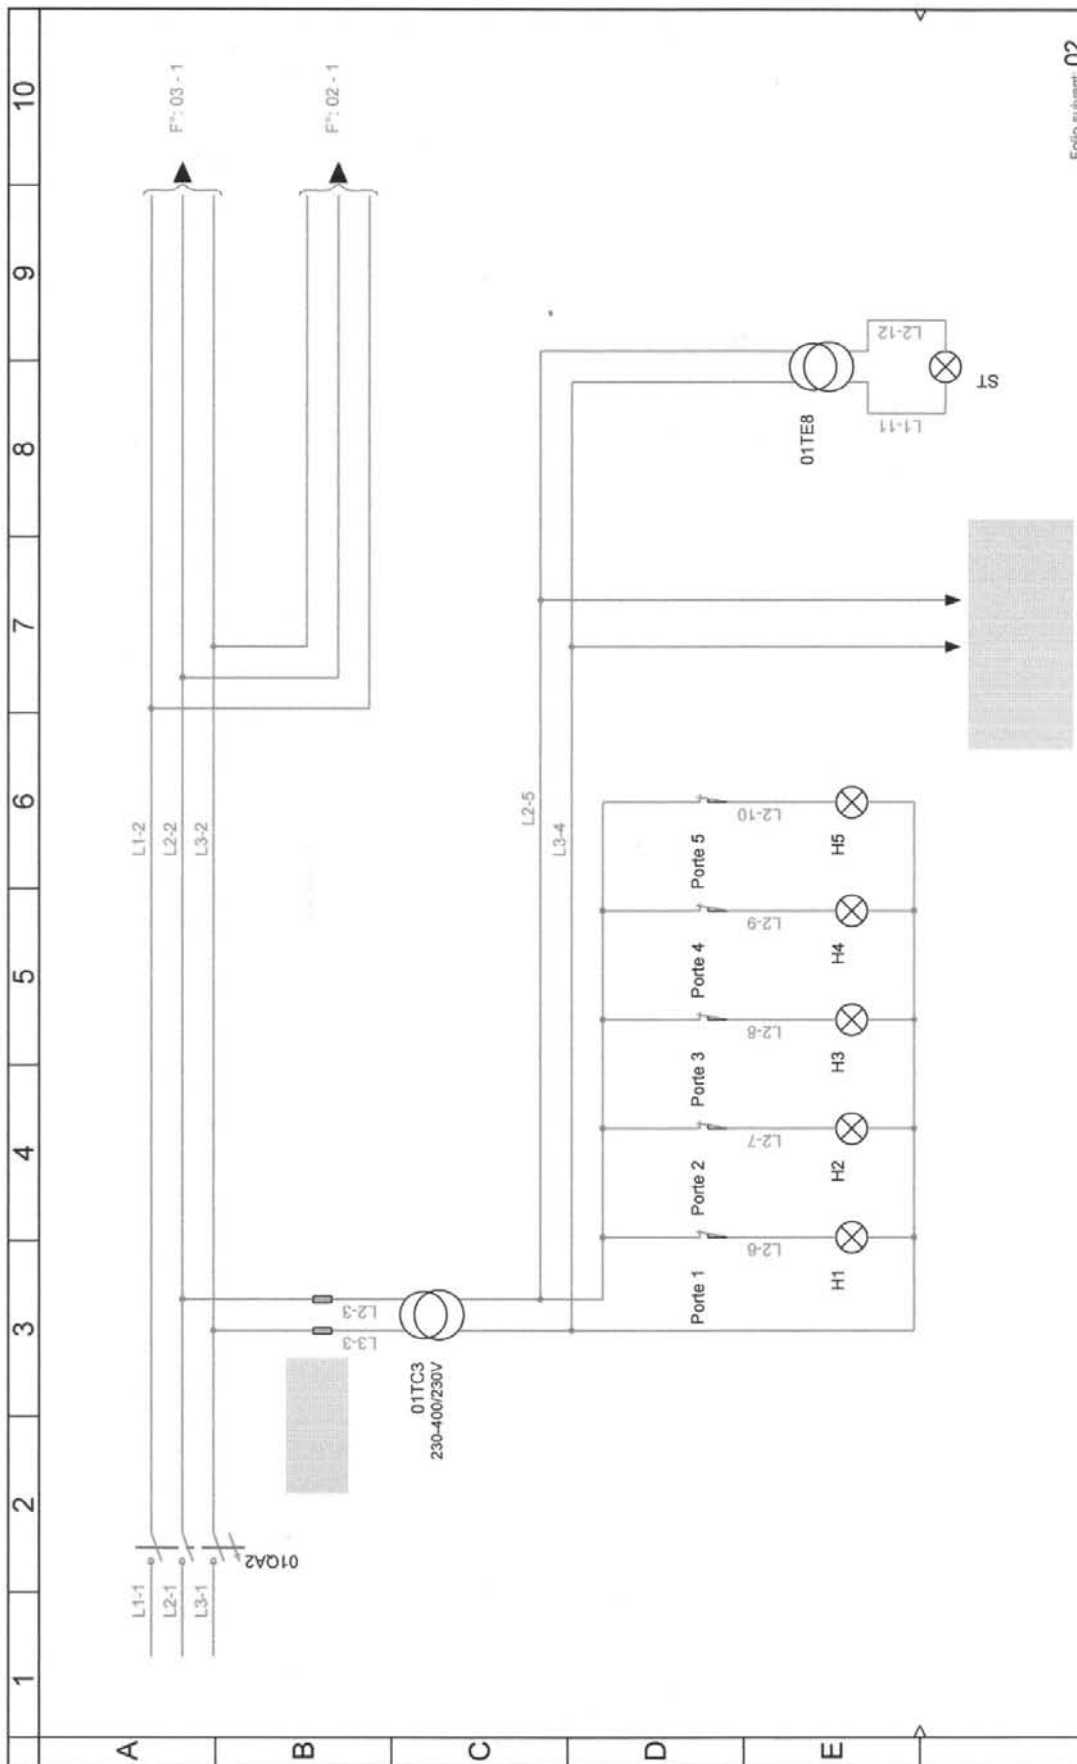 1 2 3 4 5 6 7 8 9 10
A
B
C
D
E
L1-1
L2-1
L3-1
01QA2
L1-2
L2-2
L3-2
F°: 03 - 1
F°: 02 - 1
L3-3
L2-3
01TC3
230-400/230V
L2-5
L3-4
Porte 1
Porte 2
Porte 3
Porte 4
Porte 5
L2-6
L2-7
L2-8
L2-9
L2-10
H1
H2
H3
H4
H5
01TE8
L1-11
L2-12
ST
Folio suivant: 02